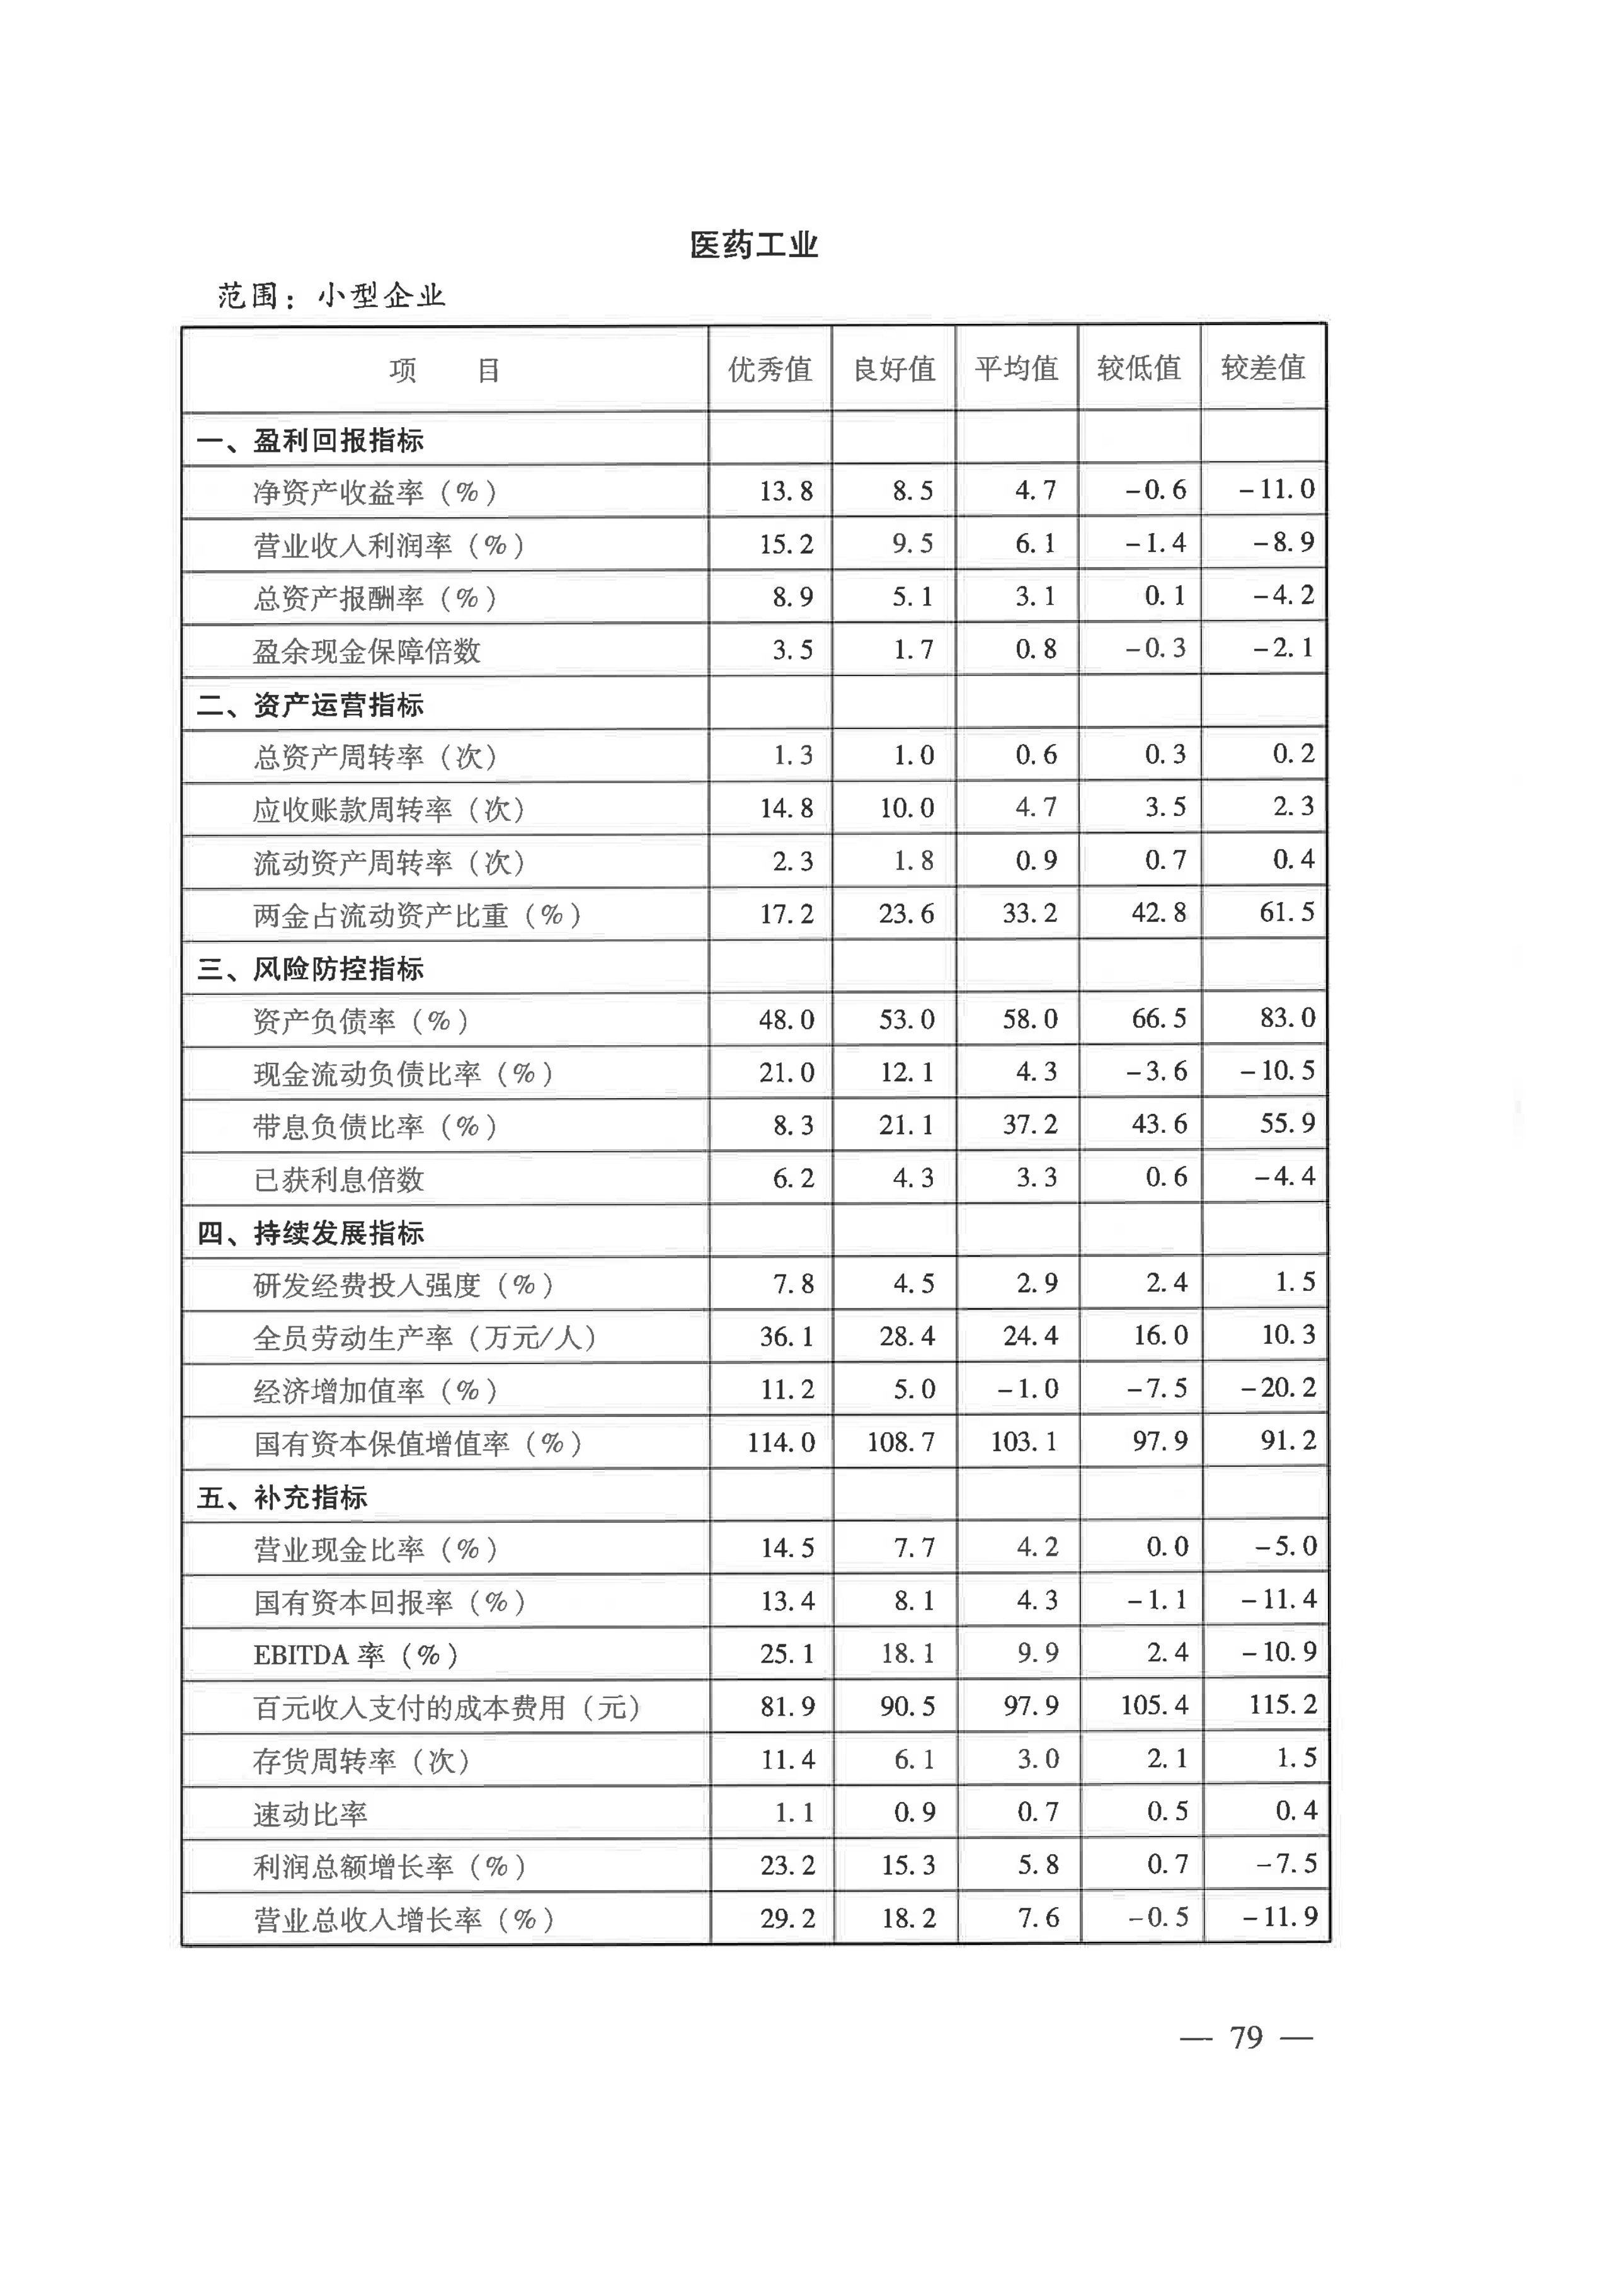 医药工业
范围：小型企业
项 目 优秀值 良好值 平均值 较低值 较差值
一、盈利回报指标
净资产收益率（%） 13.8 8.5 4.7 -0.6 -11.0
营业收入利润率（%） 15.2 9.5 6.1 -1.4 -8.9
总资产报酬率（%） 8.9 5.1 3.1 0.1 -4.2
盈余现金保障倍数 3.5 1.7 0.8 -0.3 -2.1
二、资产运营指标
总资产周转率（次） 1.3 1.0 0.6 0.3 0.2
应收账款周转率（次） 14.8 10.0 4.7 3.5 2.3
流动资产周转率（次） 2.3 1.8 0.9 0.7 0.4
两金占流动资产比重（%） 17.2 23.6 33.2 42.8 61.5
三、风险防控指标
资产负债率（%） 48.0 53.0 58.0 66.5 83.0
现金流动负债比率（%） 21.0 12.1 4.3 -3.6 -10.5
带息负债比率（%） 8.3 21.1 37.2 43.6 55.9
已获利息倍数 6.2 4.3 3.3 0.6 -4.4
四、持续发展指标
研发经费投入强度（%） 7.8 4.5 2.9 2.4 1.5
全员劳动生产率（万元/人） 36.1 28.4 24.4 16.0 10.3
经济增加值率（%） 11.2 5.0 -1.0 -7.5 -20.2
国有资本保值增值率（%） 114.0 108.7 103.1 97.9 91.2
五、补充指标
营业现金比率（%） 14.5 7.7 4.2 0.0 -5.0
国有资本回报率（%） 13.4 8.1 4.3 -1.1 -11.4
EBITDA 率（%） 25.1 18.1 9.9 2.4 -10.9
百元收入支付的成本费用（元） 81.9 90.5 97.9 105.4 115.2
存货周转率（次） 11.4 6.1 3.0 2.1 1.5
速动比率 1.1 0.9 0.7 0.5 0.4
利润总额增长率（%） 23.2 15.3 5.8 0.7 -7.5
营业总收入增长率（%） 29.2 18.2 7.6 -0.5 -11.9
— 79 —